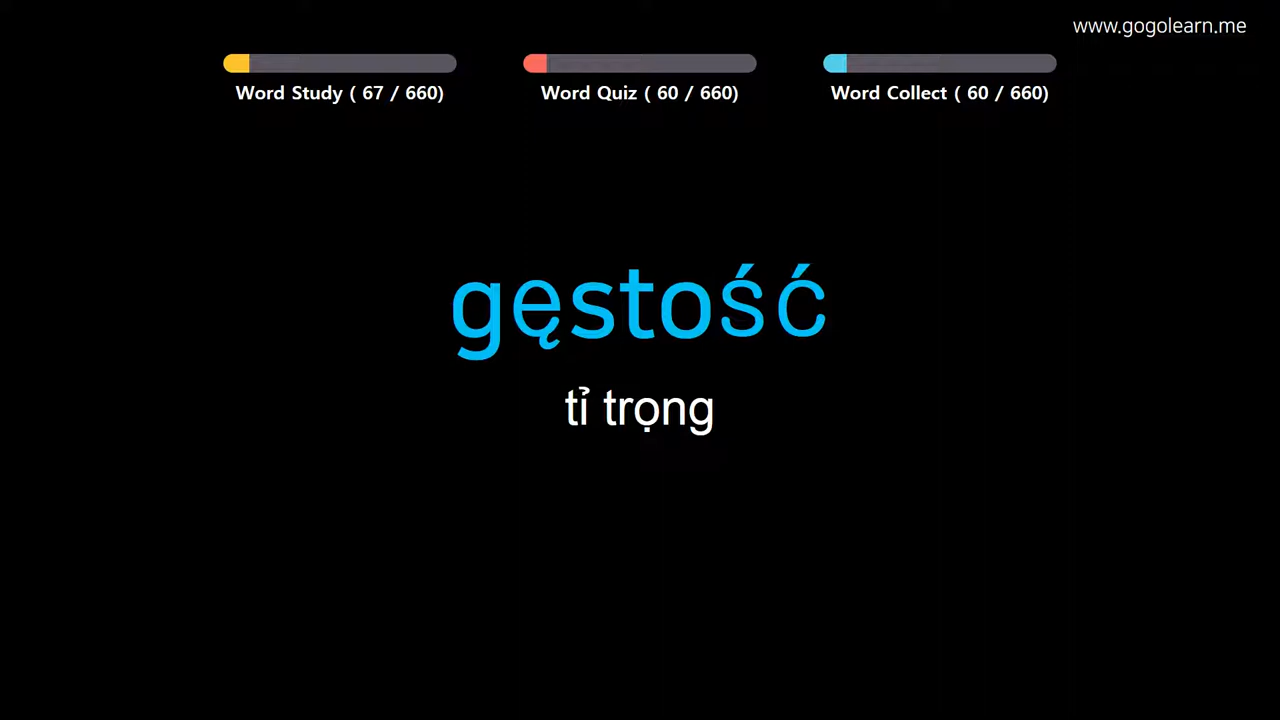 www.gogolearn.me
Word Study ( 67 / 660)
Word Quiz ( 60 / 660)
Word Collect ( 60 / 660)
gęstość
tỉ trọng